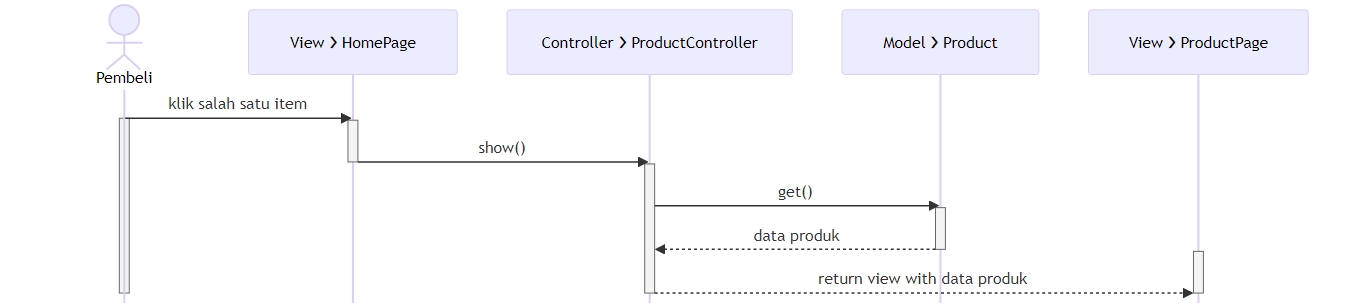 Pembeli
View > HomePage
Controller > ProductController
Model > Product
View > ProductPage
klik salah satu item
show()
get()
data produk
return view with data produk